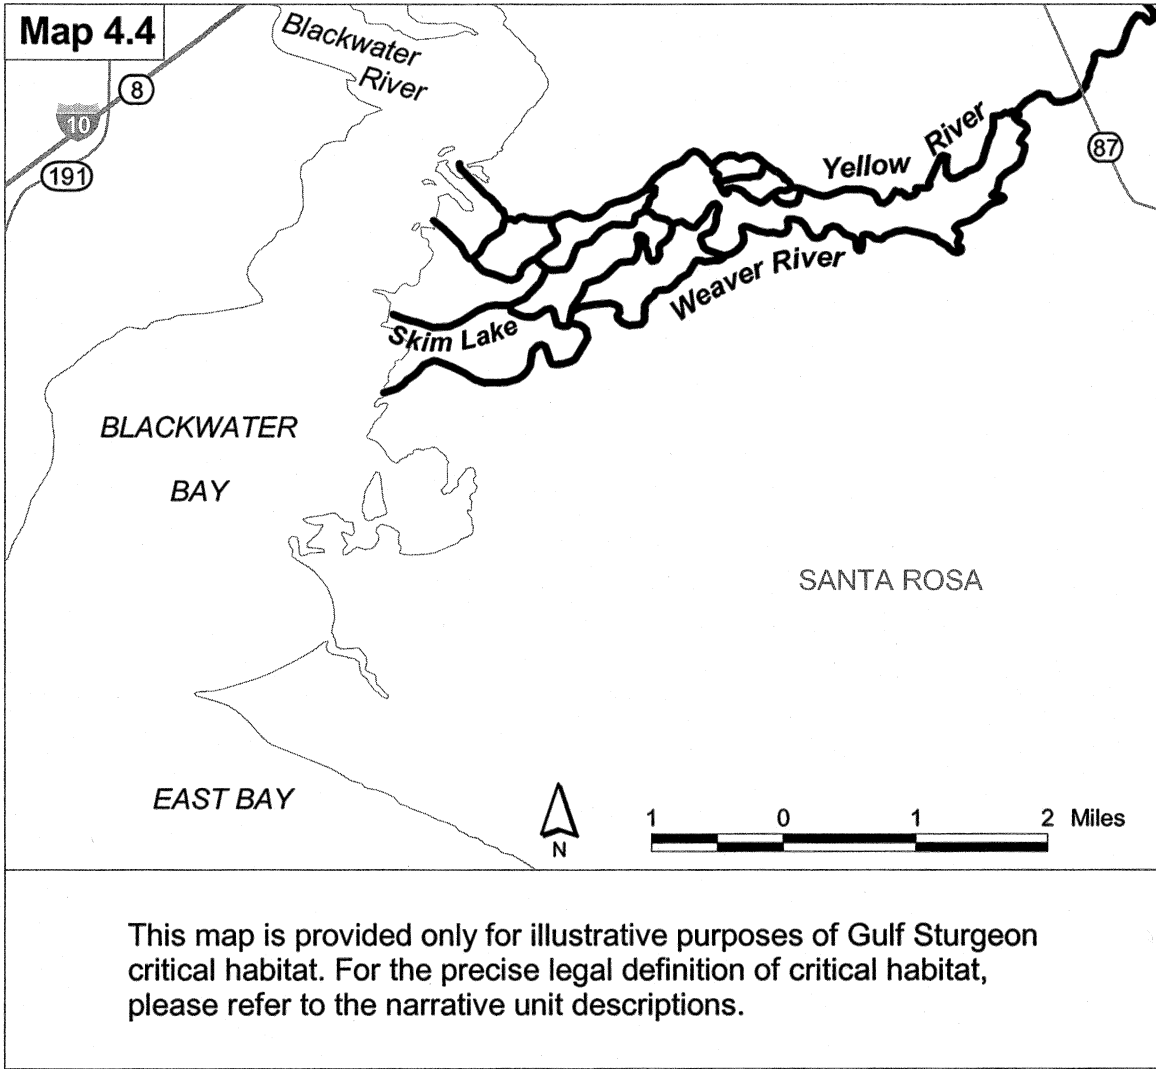 Map 4.4
Blackwater
River
8
10
191
87
Yellow River
Weaver River
Skim Lake
BLACKWATER
BAY
SANTA ROSA
EAST BAY
N
1 0 1 2 Miles
This map is provided only for illustrative purposes of Gulf Sturgeon
critical habitat. For the precise legal definition of critical habitat,
please refer to the narrative unit descriptions.